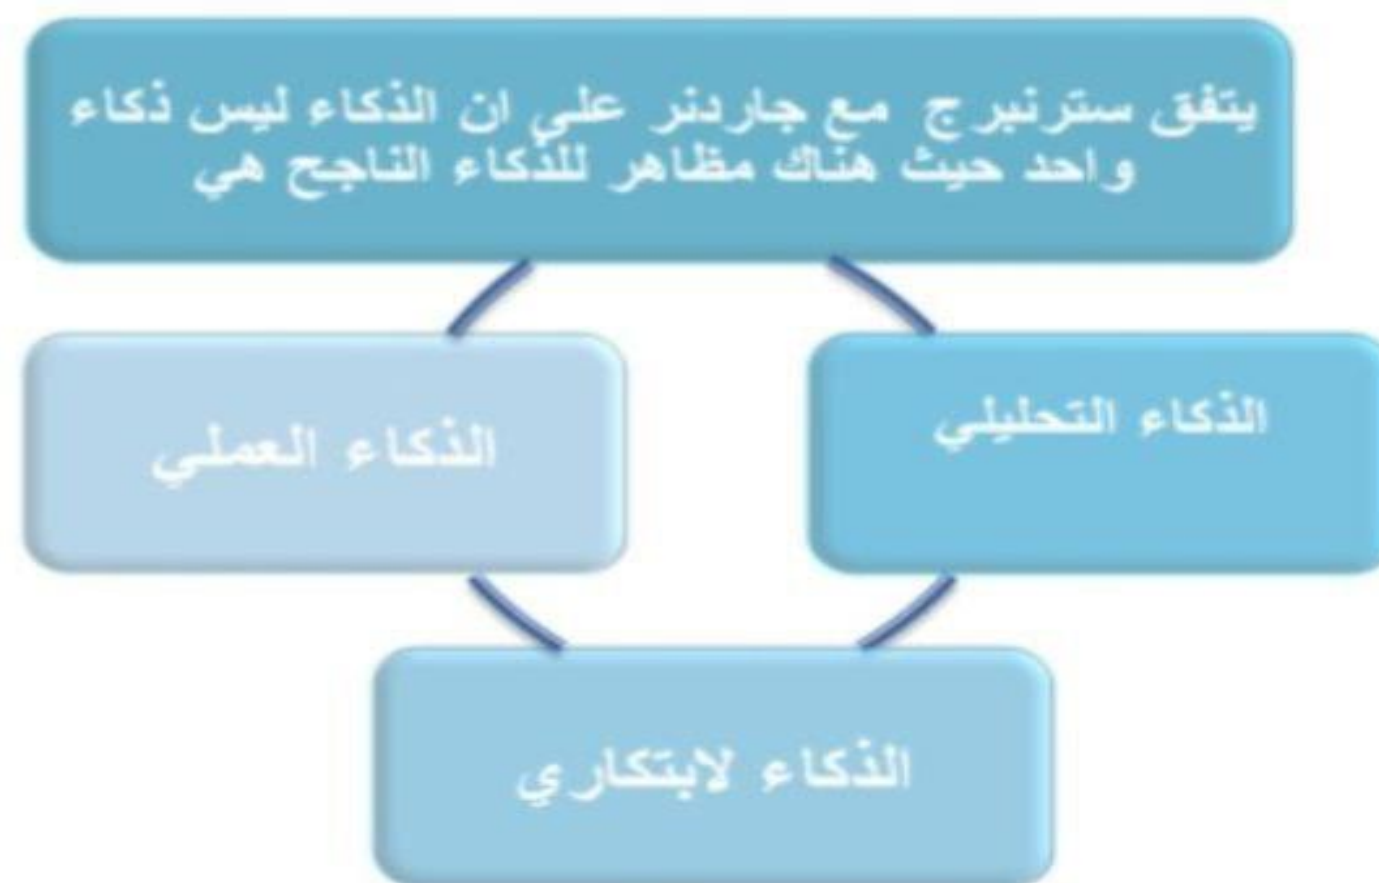 يتفق سترنبرج مع جاردنر علي ان الذكاء ليس ذكاء
واحد حيث هناك مظاهر للذكاء الناجح هي
الذكاء التحليلي
الذكاء العملي
الذكاء لابتكاري